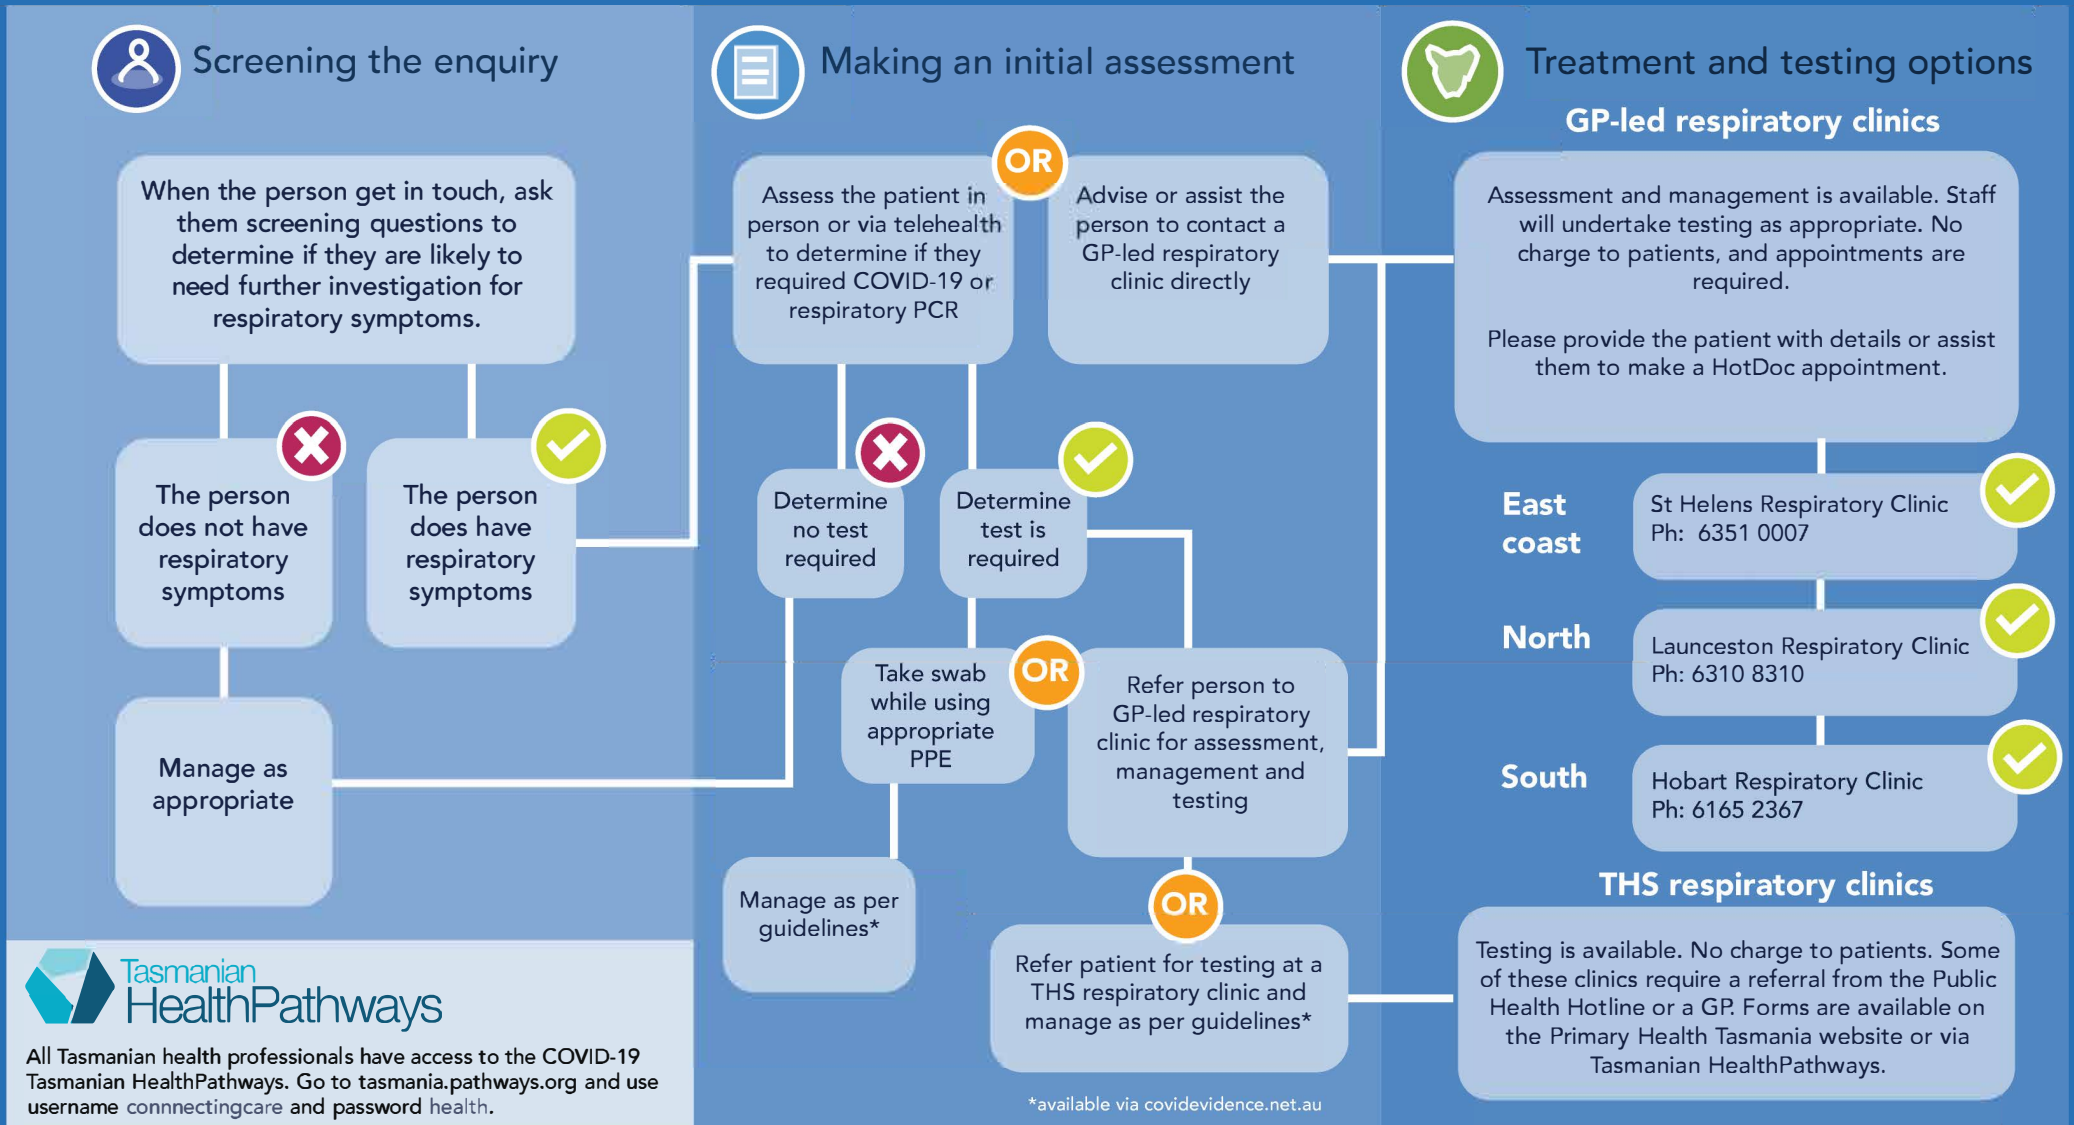 Screening the enquiry
When the person get in touch, ask
them screening questions to
determine if they are likely to
need further investigation for
respiratory symptoms.
The person
does not have
respiratory
symptoms
The person
does have
respiratory
symptoms
Manage as
appropriate
Tasmanian
HealthPathways
All Tasmanian health professionals have access to the COVID-19
Tasmanian HealthPathways. Go to tasmania.pathways.org and use
username connnectingcare and password health.
Making an initial assessment
Assess the patient in
person or via telehealth
to determine if they
required COVID-19 or
respiratory PCR
OR
Advise or assist the
person to contact a
GP-led respiratory
clinic directly
Determine
no test
required
Determine
test is
required
Take swab
while using
appropriate
PPE
OR
Refer person to
GP-led respiratory
clinic for assessment,
management and
testing
Manage as per
guidelines*
OR
Refer patient for testing at a
THS respiratory clinic and
manage as per guidelines*
*available via covidevidence.net.au
Treatment and testing options
GP-led respiratory clinics
Assessment and management is available. Staff
will undertake testing as appropriate. No
charge to patients, and appointments are
required.
Please provide the patient with details or assist
them to make a HotDoc appointment.
East
coast
St Helens Respiratory Clinic
Ph: 6351 0007
North
Launceston Respiratory Clinic
Ph: 6310 8310
South
Hobart Respiratory Clinic
Ph: 6165 2367
THS respiratory clinics
Testing is available. No charge to patients. Some
of these clinics require a referral from the Public
Health Hotline or a GP. Forms are available on
the Primary Health Tasmania website or via
Tasmanian HealthPathways.